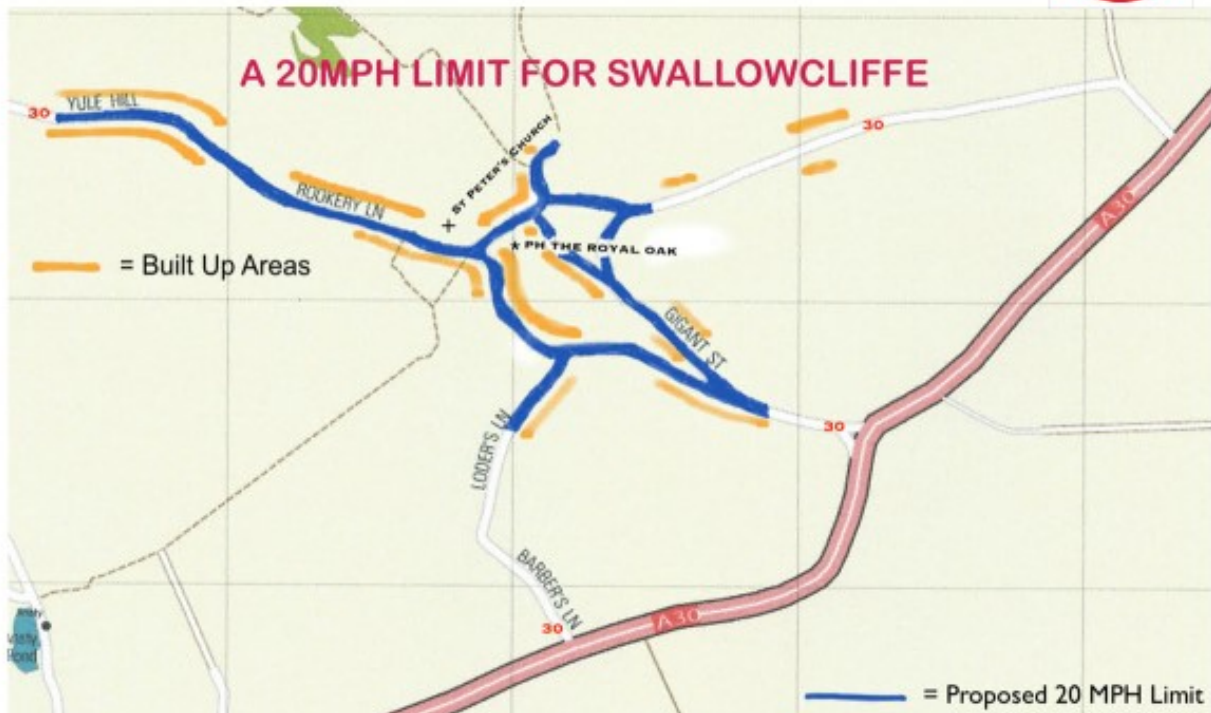 A 20MPH LIMIT FOR SWALLOWCLIFFE
30
YULE HILL
ROOKERY LN
ST PETER'S CHURCH
30
PH THE ROYAL OAK
= Built Up Areas
A30
GIGANT ST
30
LODER'S LN
BARBER'S LN
30
A30
Pond
= Proposed 20 MPH Limit